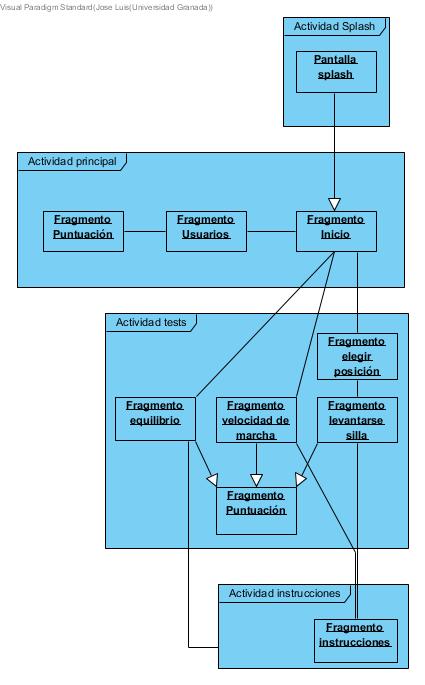 Visual Paradigm Standard(Jose Luis(Universidad Granada))
Actividad Splash
Pantalla
splash
Actividad principal
Fragmento
Puntuación
Fragmento
Usuarios
Fragmento
Inicio
Actividad tests
Fragmento
elegir
posición
Fragmento
equilibrio
Fragmento
velocidad de
marcha
Fragmento
levantarse
silla
Fragmento
Puntuación
Actividad instrucciones
Fragmento
instrucciones